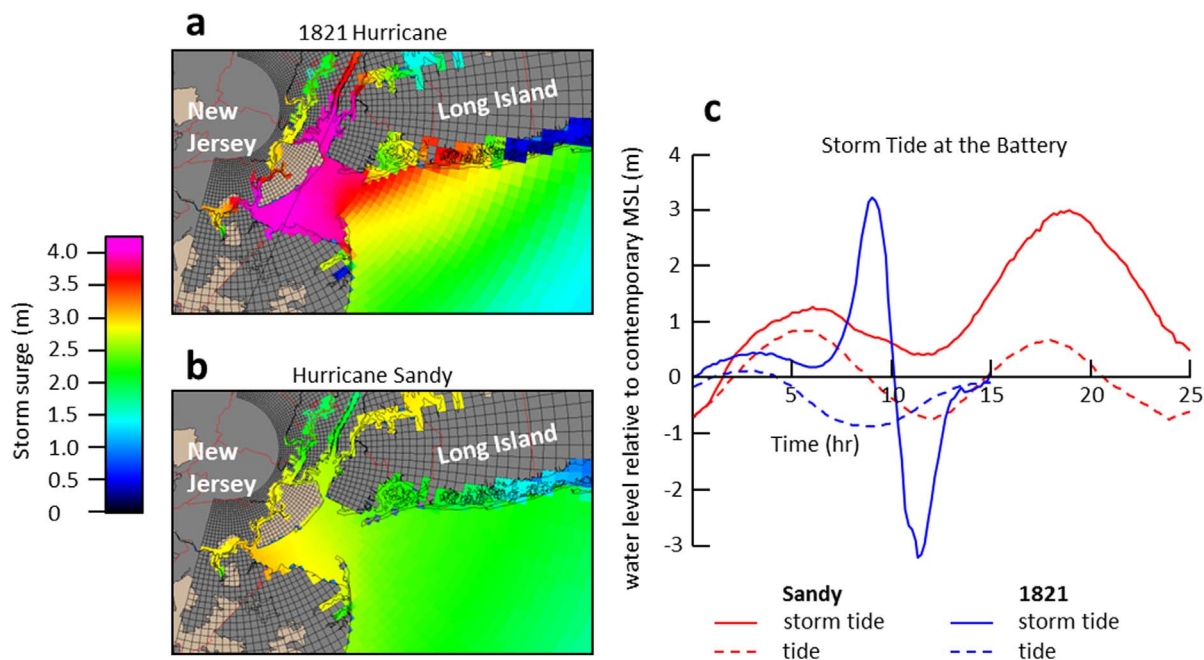 a
1821 Hurricane
New
Jersey
Long Island
Storm surge (m)
4.0
3.5
3.0
2.5
2.0
1.5
1.0
0.5
0
b
Hurricane Sandy
New
Jersey
Long Island
c
Storm Tide at the Battery
water level relative to contemporary MSL (m)
4
3
2
1
0
-1
-2
-3
5
10
15
20
25
Time (hr)
Sandy
storm tide
tide
1821
storm tide
tide